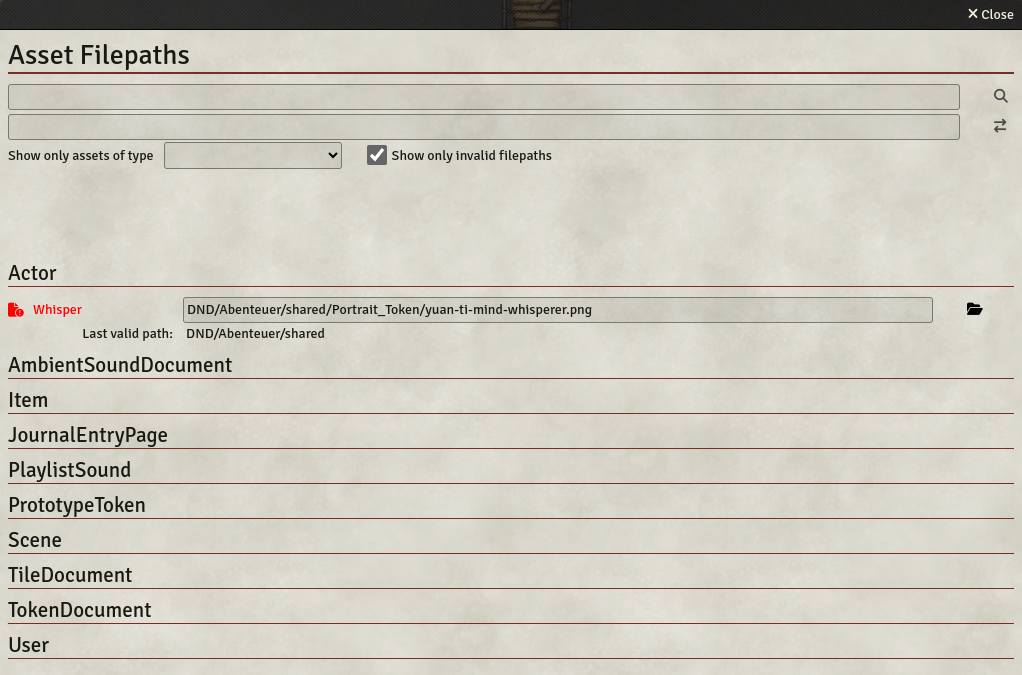 Close
Asset Filepaths
Show only assets of type
Show only invalid filepaths
Actor
Whisper DND/Abenteuer/shared/Portrait_Token/yuan-ti-mind-whisperer.png
Last valid path: DND/Abenteuer/shared
AmbientSoundDocument
Item
JournalEntryPage
PlaylistSound
PrototypeToken
Scene
TileDocument
TokenDocument
User